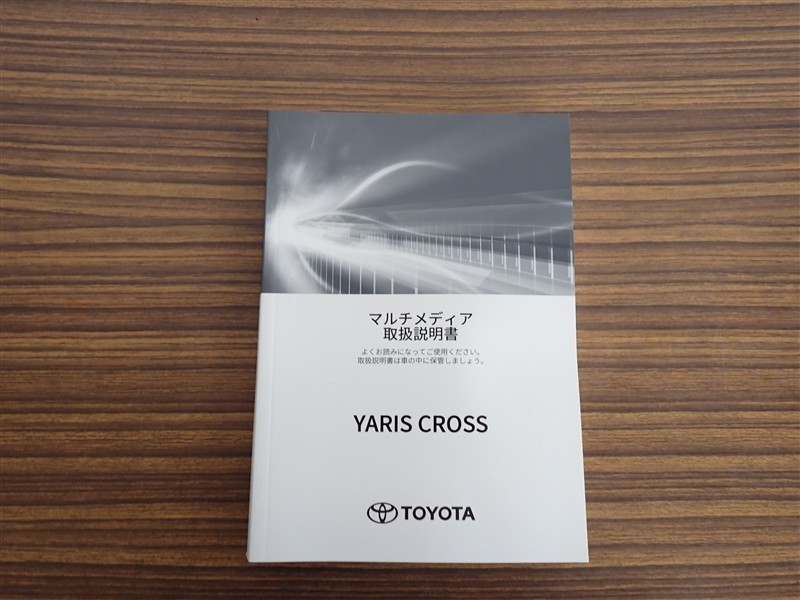 マルチメディア
取扱説明書
よくお読みになってご使用ください。
取扱説明書は車の中に保管しましょう。
YARIS CROSS
TOYOTA